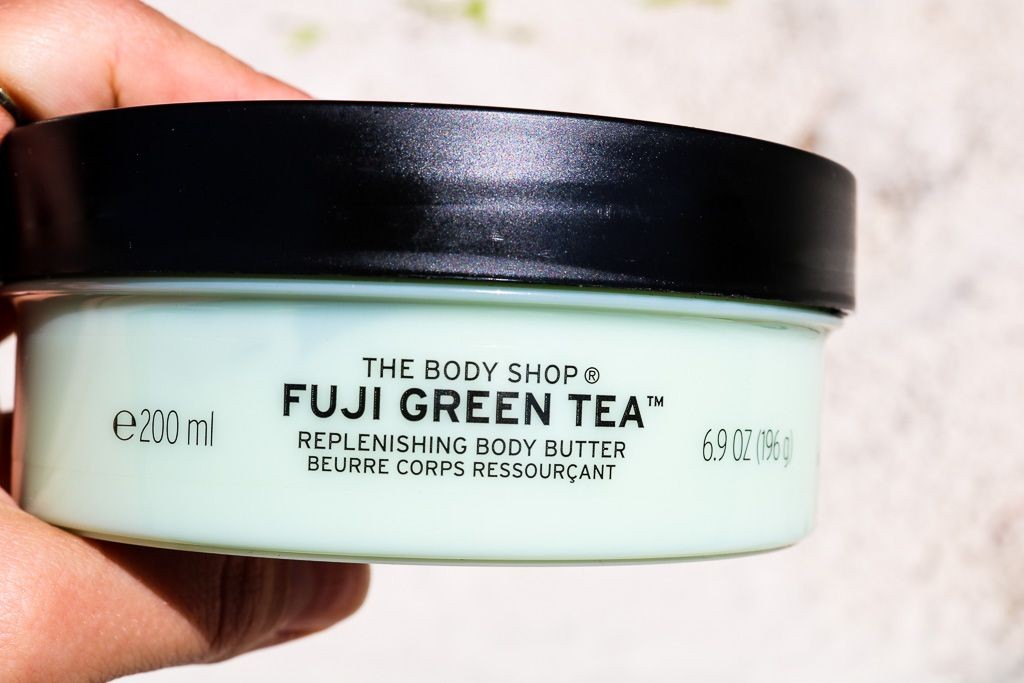 THE BODY SHOP®
FUJI GREEN TEA™
REPLENISHING BODY BUTTER
BEURRE CORPS RESSOURÇANT
℮200 ml
6.9 OZ (196 g)